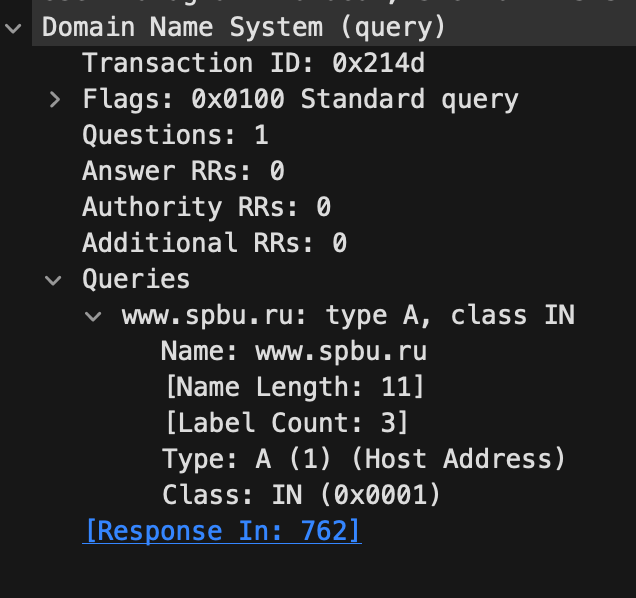 Domain Name System (query)
Transaction ID: 0x214d
Flags: 0x0100 Standard query
Questions: 1
Answer RRs: 0
Authority RRs: 0
Additional RRs: 0
Queries
www.spbu.ru: type A, class IN
Name: www.spbu.ru
[Name Length: 11]
[Label Count: 3]
Type: A (1) (Host Address)
Class: IN (0x0001)
[Response In: 762]